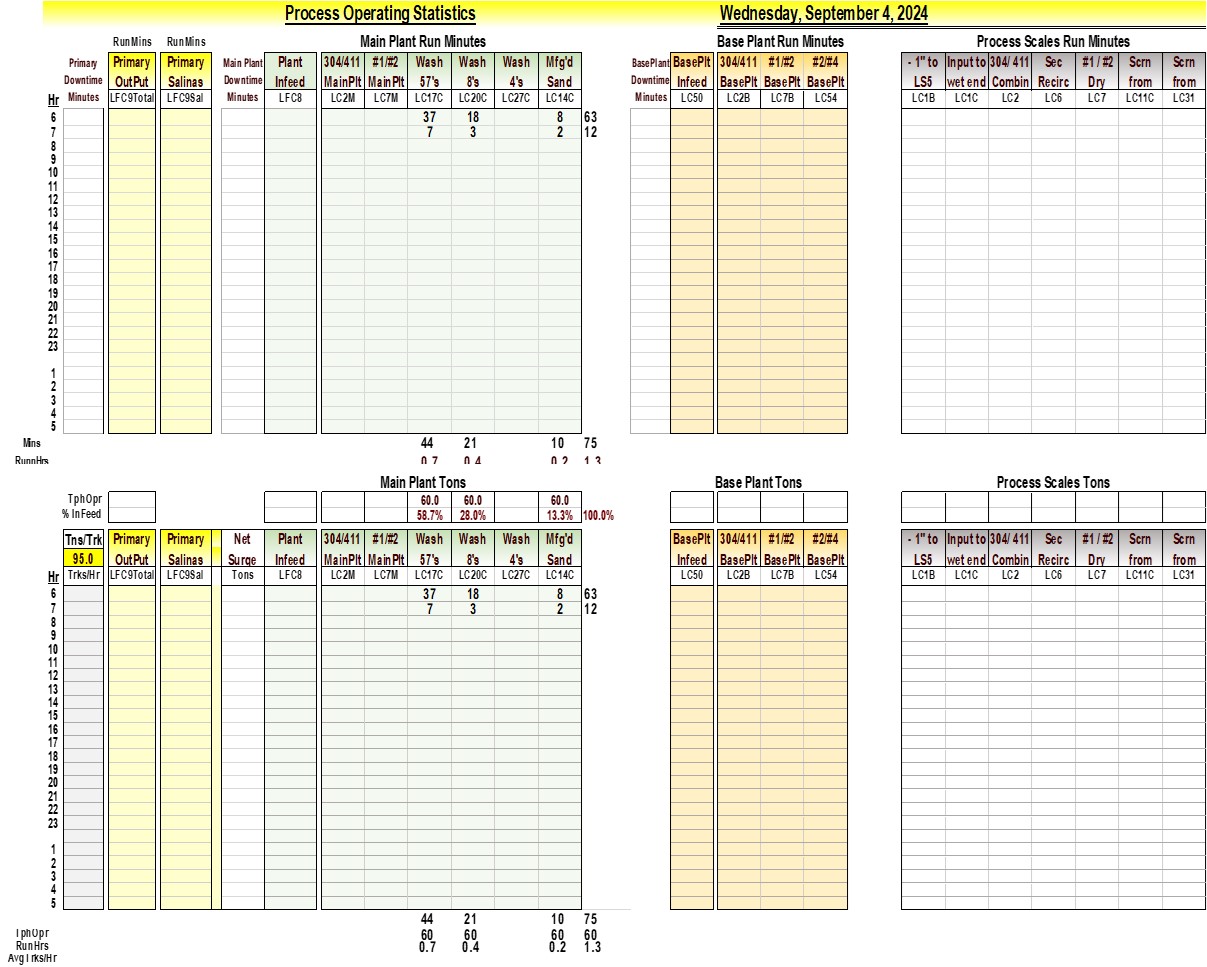 Process Operating Statistics Wednesday, September 4, 2024
RunMins RunMins Main Plant Run Minutes Base Plant Run Minutes Process Scales Run Minutes
Primary Primary Primary Main Plant Plant 304/411 #1/#2 Wash Wash Wash Mfg'd BasePlant BasePlt 304/411 #1/#2 #2/#4 - 1" to Input to 304/ 411 Sec #1 / #2 Scrn Scrn
Downtime OutPut Salinas Downtime Infeed MainPlt MainPlt 57's 8's 4's Sand Downtime Infeed BasePlt BasePlt BasePlt LS5 wet end Combin Recirc Dry from from
Hr Minutes LFC9Total LFC9Sal Minutes LFC8 LC2M LC7M LC17C LC20C LC27C LC14C Minutes LC50 LC2B LC7B LC54 LC1B LC1C LC2 LC6 LC7 LC11C LC31
6 37 18 8 63
7 7 3 2 12
8
9
10
11
12
13
14
15
16
17
18
19
20
21
22
23
1
2
3
4
5
Mins 44 21 10 75
RunnHrs 0.7 0.4 0.2 1.3
Main Plant Tons Base Plant Tons Process Scales Tons
TphOpr 60.0 60.0 60.0
% InFeed 58.7% 28.0% 13.3% 100.0%
Tns/Trk Primary Primary Net Plant 304/411 #1/#2 Wash Wash Wash Mfg'd BasePlt 304/411 #1/#2 #2/#4 - 1" to Input to 304/ 411 Sec #1 / #2 Scrn Scrn
95.0 OutPut Salinas Surge Infeed MainPlt MainPlt 57's 8's 4's Sand Infeed BasePlt BasePlt BasePlt LS5 wet end Combin Recirc Dry from from
Hr Trks/Hr LFC9Total LFC9Sal Tons LFC8 LC2M LC7M LC17C LC20C LC27C LC14C LC50 LC2B LC7B LC54 LC1B LC1C LC2 LC6 LC7 LC11C LC31
6 37 18 8 63
7 7 3 2 12
8
9
10
11
12
13
14
15
16
17
18
19
20
21
22
23
1
2
3
4
5
44 21 10 75
TphOpr 60 60 60 60
RunHrs 0.7 0.4 0.2 1.3
AvgTrks/Hr